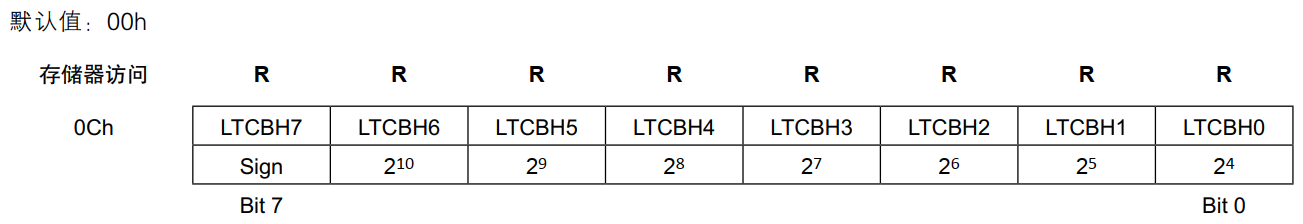 默认值：00h
存储器访问 R R R R R R R R
0Ch LTCBH7 LTCBH6 LTCBH5 LTCBH4 LTCBH3 LTCBH2 LTCBH1 LTCBH0
Sign 2¹⁰ 2⁹ 2⁸ 2⁷ 2⁶ 2⁵ 2⁴
Bit 7 Bit 0